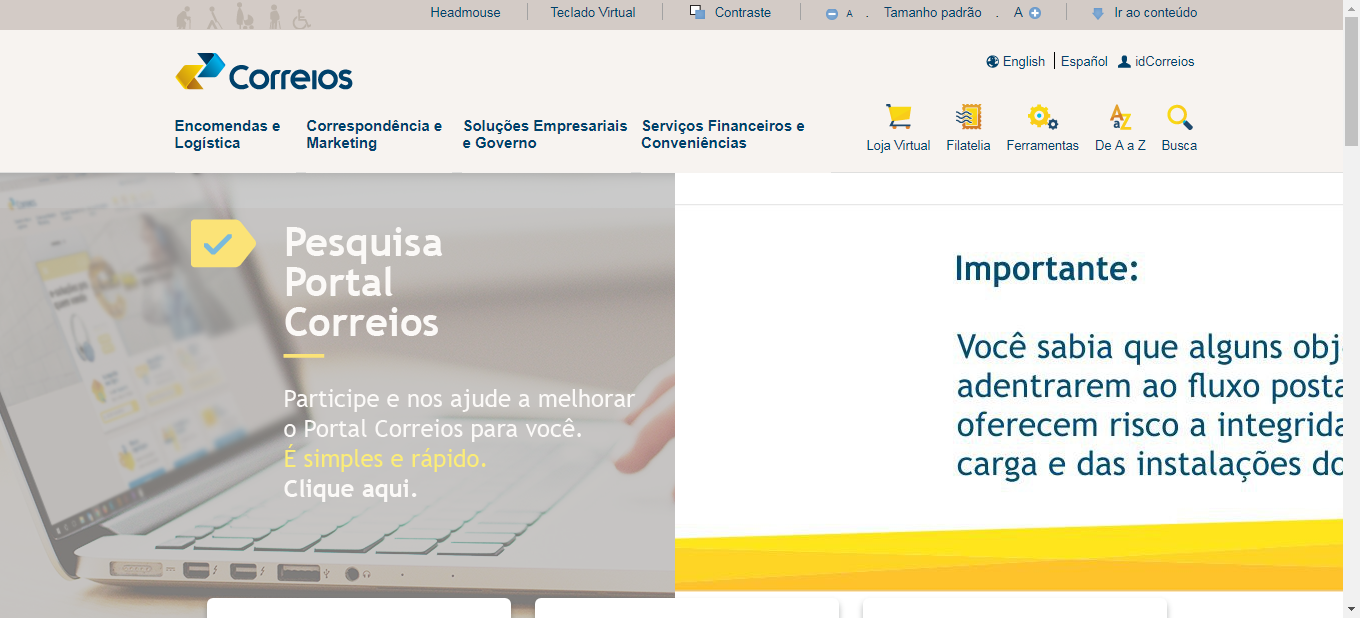 Headmouse
Teclado Virtual
Contraste
A . Tamanho padrão . A
Ir ao conteúdo
Correios
English
Español
idCorreios
Encomendas e
Logística
Correspondência e
Marketing
Soluções Empresariais
e Governo
Serviços Financeiros e
Conveniências
Loja Virtual
Filatelia
Ferramentas
A
a Z
De A a Z
Busca
Pesquisa
Portal
Correios
Participe e nos ajude a melhorar
o Portal Correios para você.
É simples e rápido.
Clique aqui.
Importante:
Você sabia que alguns obj
adentrarem ao fluxo posta
oferecem risco a integrida
carga e das instalações do